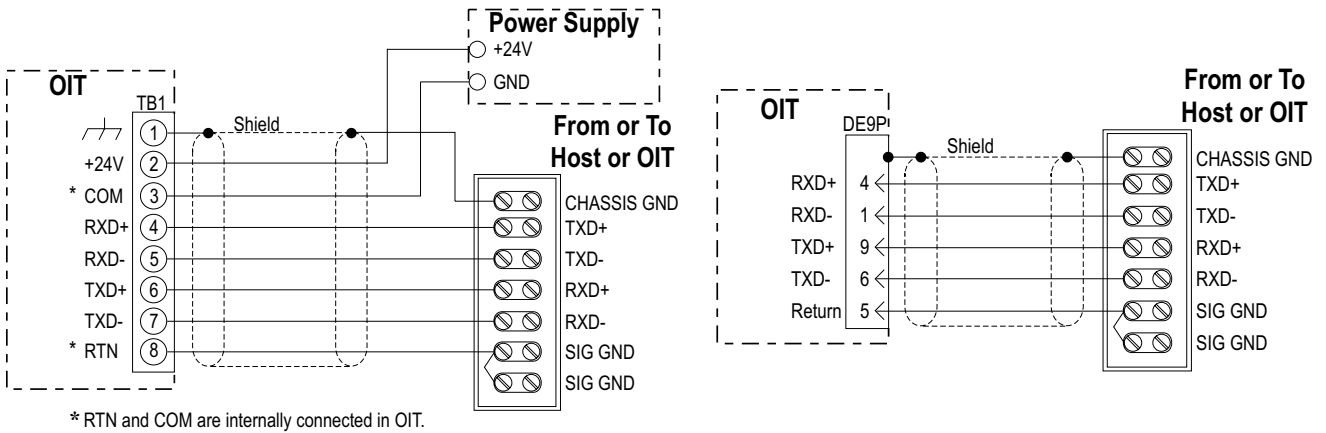 Power Supply
+24V
GND
OIT
TB1
1
Shield
+24V 2
* COM 3
RXD+ 4
RXD- 5
TXD+ 6
TXD- 7
* RTN 8
From or To
Host or OIT
CHASSIS GND
TXD+
TXD-
RXD+
RXD-
SIG GND
SIG GND
* RTN and COM are internally connected in OIT.
OIT
DE9P
Shield
RXD+ 4
RXD- 1
TXD+ 9
TXD- 6
Return 5
From or To
Host or OIT
CHASSIS GND
TXD+
TXD-
RXD+
RXD-
SIG GND
SIG GND